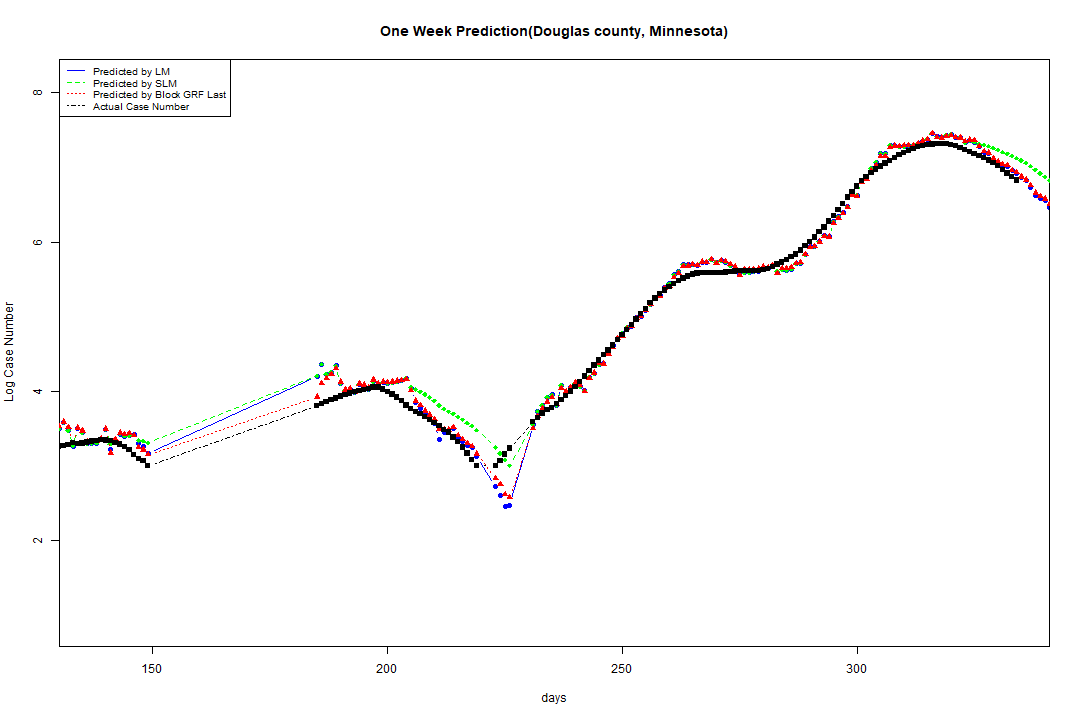 One Week Prediction(Douglas county, Minnesota)
Predicted by LM
Predicted by SLM
Predicted by Block GRF Last
Actual Case Number
8
6
4
2
Log Case Number
150 200 250 300
days